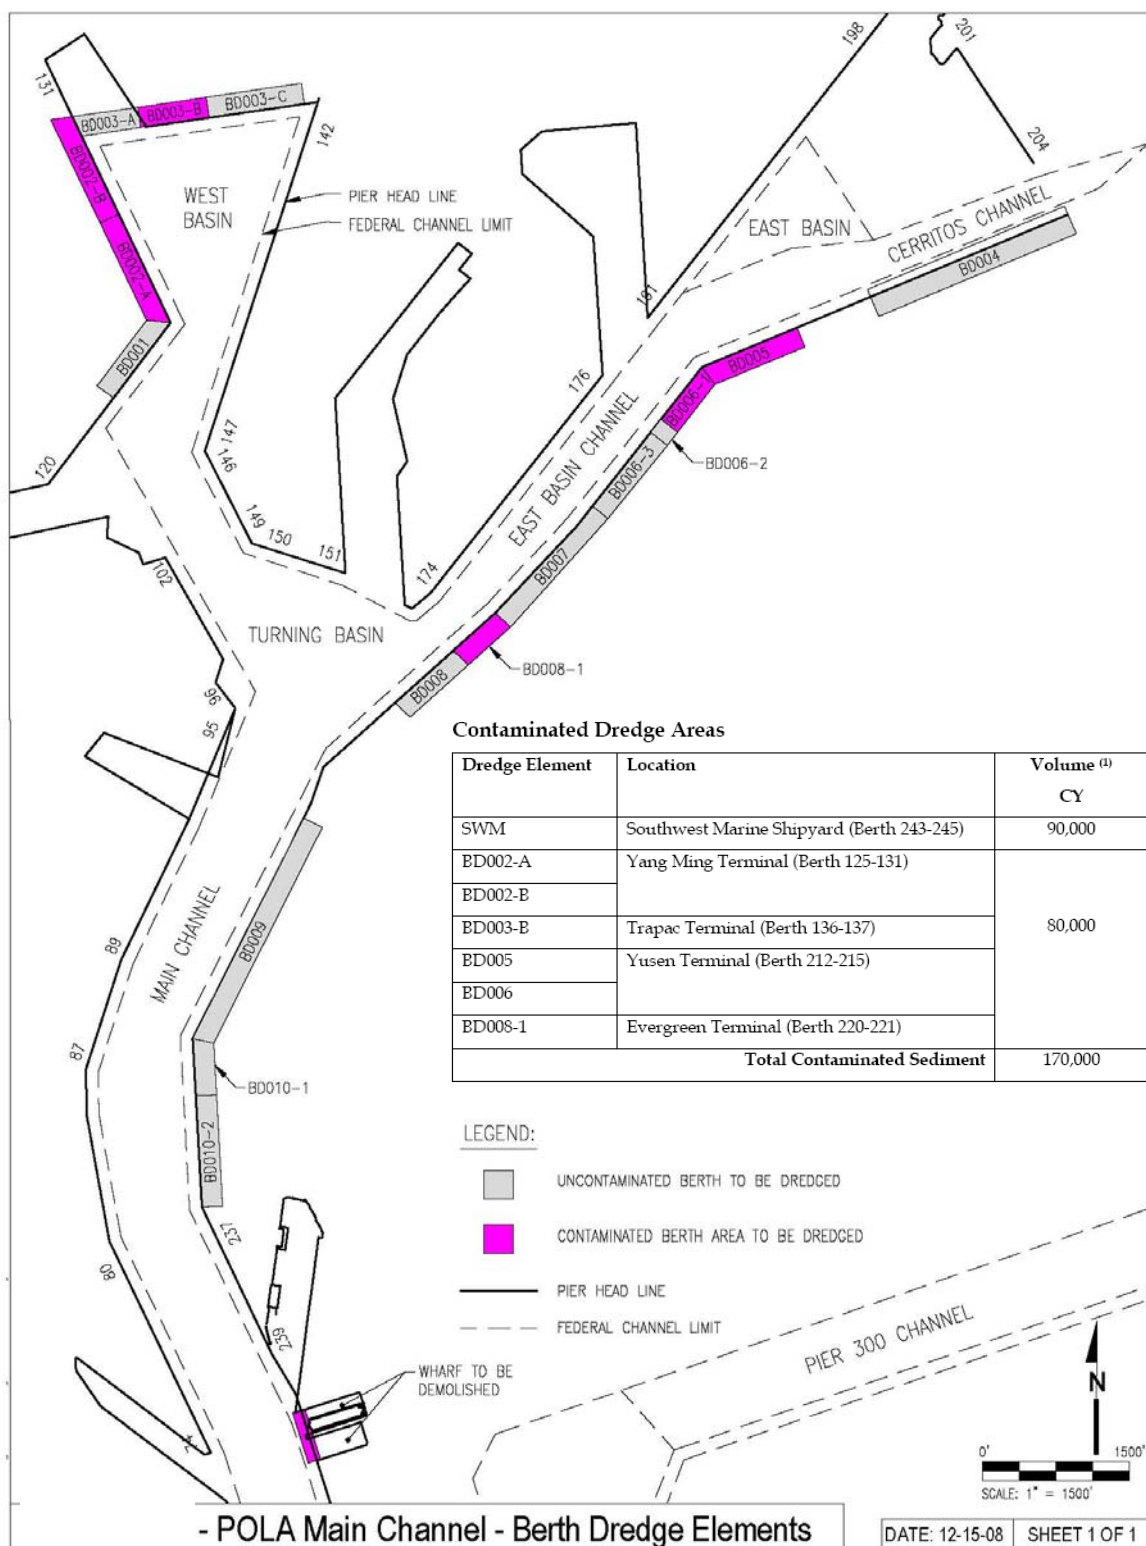 198
201
131
BD003-A
BD003-B
BD003-C
142
204
BD002-B
WEST
BASIN
PIER HEAD LINE
FEDERAL CHANNEL LIMIT
EAST BASIN
CERRITOS CHANNEL
BD004
BD002-A
181
BD001
BD005
176
BD006-1
147
146
120
EAST BASIN CHANNEL
BD006-3
BD006-2
149
150
151
102
174
BD007
TURNING BASIN
BD008-1
BD008
96
95
Contaminated Dredge Areas
Dredge Element Location Volume (1)
CY
SWM Southwest Marine Shipyard (Berth 243-245) 90,000
BD002-A Yang Ming Terminal (Berth 125-131)
BD002-B
BD003-B Trapac Terminal (Berth 136-137) 80,000
BD005 Yusen Terminal (Berth 212-215)
BD006
BD008-1 Evergreen Terminal (Berth 220-221)
Total Contaminated Sediment 170,000
89
MAIN CHANNEL
BD009
87
BD010-1
BD010-2
LEGEND:
UNCONTAMINATED BERTH TO BE DREDGED
CONTAMINATED BERTH AREA TO BE DREDGED
PIER HEAD LINE
FEDERAL CHANNEL LIMIT
237
80
239
WHARF TO BE
DEMOLISHED
PIER 300 CHANNEL
N
0' 1500'
SCALE: 1" = 1500'
- POLA Main Channel - Berth Dredge Elements
DATE: 12-15-08 SHEET 1 OF 1